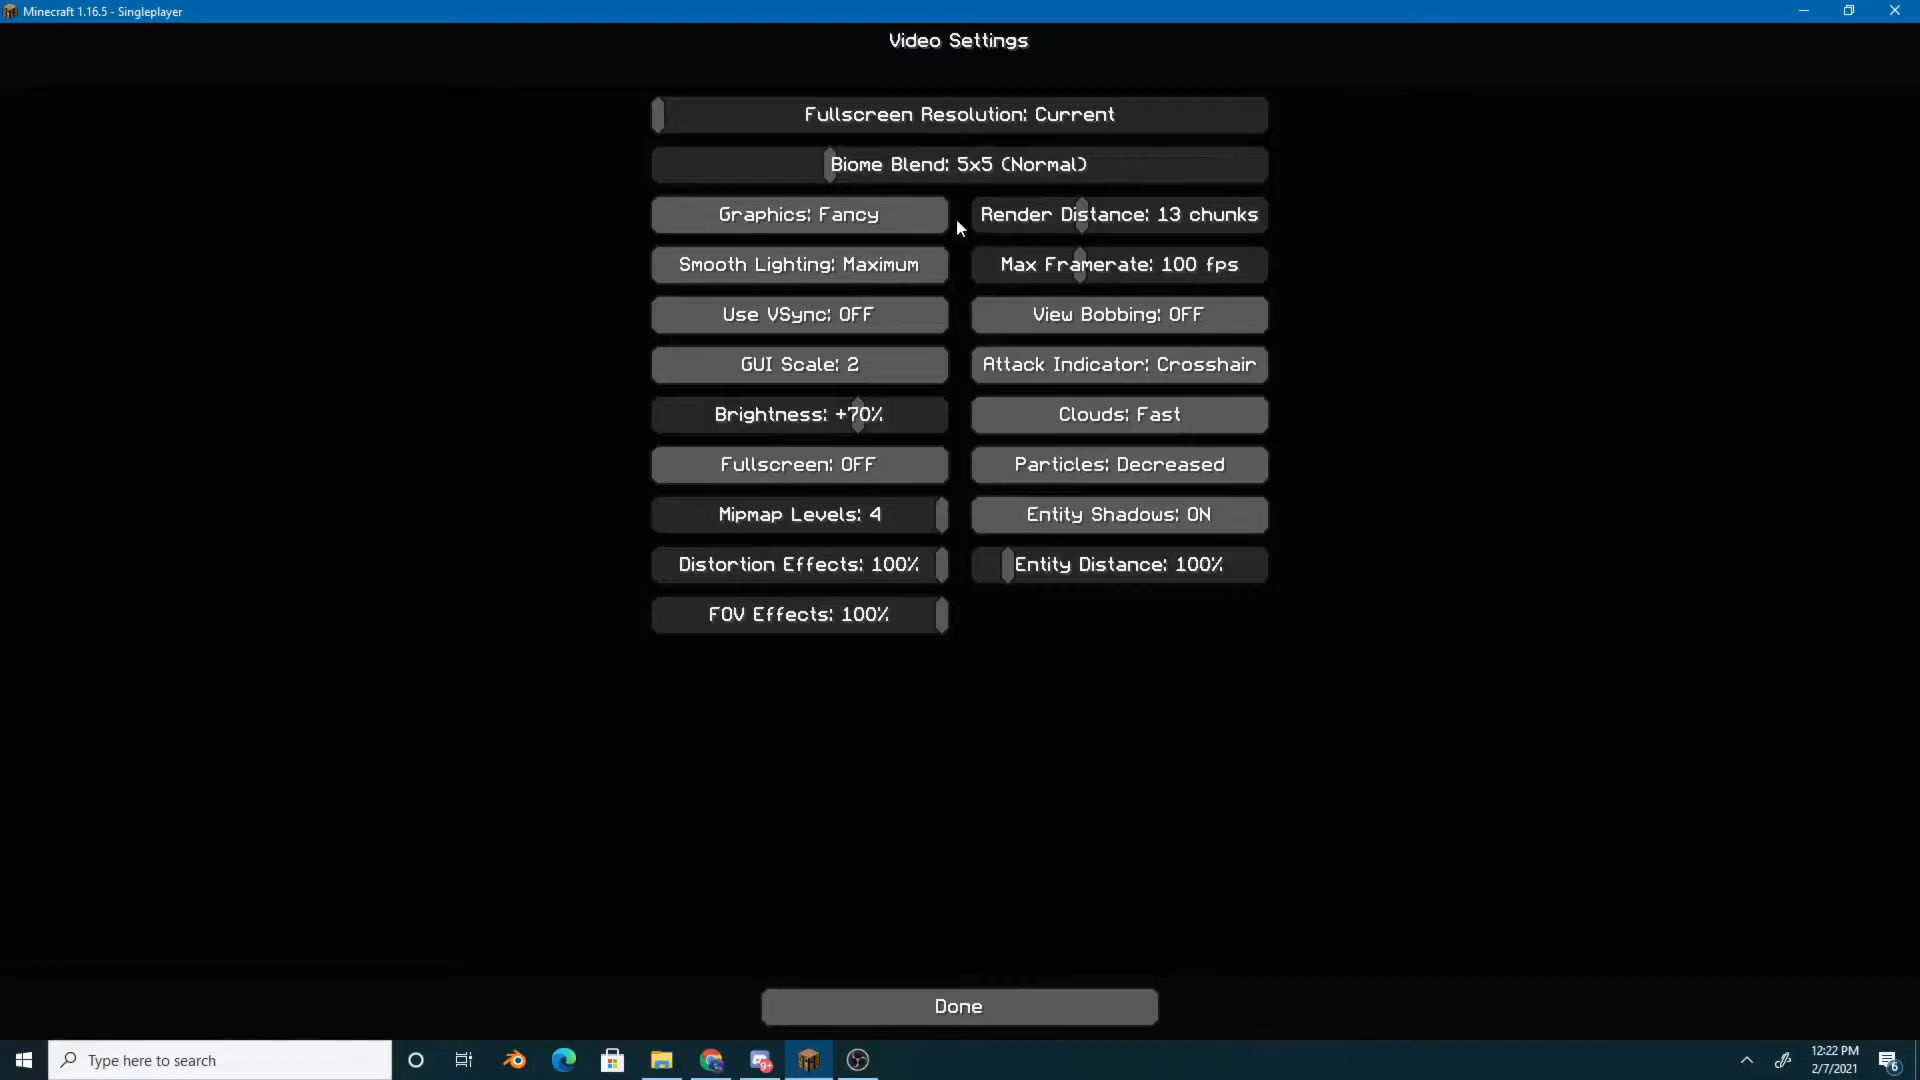 Minecraft 1.16.5 - Singleplayer
Video Settings
Fullscreen Resolution: Current
Biome Blend: 5x5 (Normal)
Graphics: Fancy
Render Distance: 13 chunks
Smooth Lighting: Maximum
Max Framerate: 100 fps
Use VSync: OFF
View Bobbing: OFF
GUI Scale: 2
Attack Indicator: Crosshair
Brightness: +70%
Clouds: Fast
Fullscreen: OFF
Particles: Decreased
Mipmap Levels: 4
Entity Shadows: ON
Distortion Effects: 100%
Entity Distance: 100%
FOV Effects: 100%
Done
Type here to search
9+
12:22 PM
2/7/2021
6